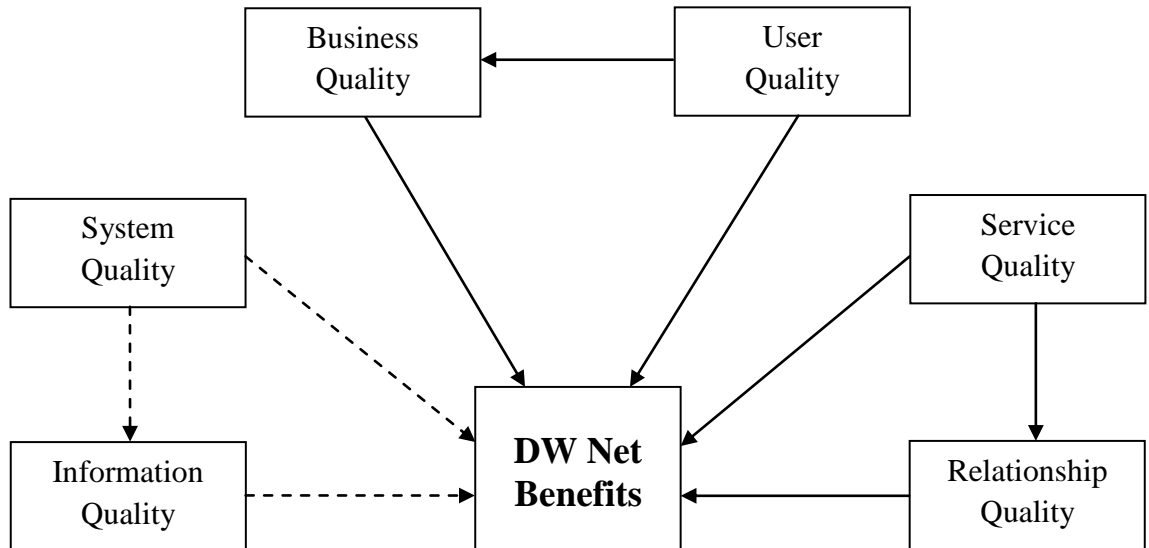 Business
Quality
User
Quality
System
Quality
Service
Quality
Information
Quality
DW Net
Benefits
Relationship
Quality